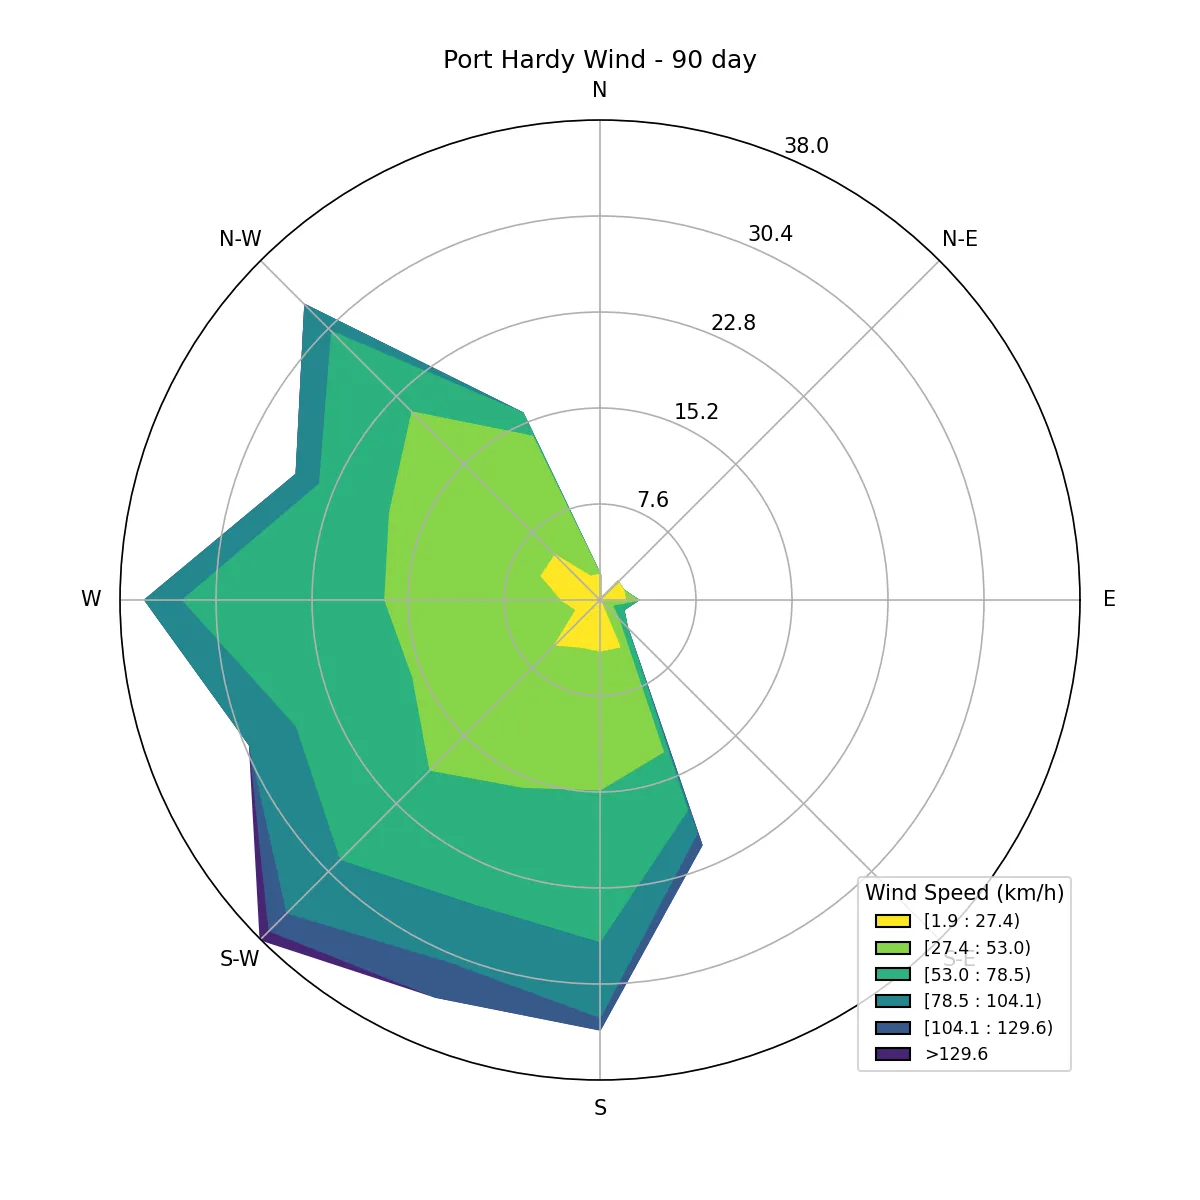 Port Hardy Wind - 90 day
N
38.0
N-W
30.4
N-E
22.8
15.2
7.6
W
E
Wind Speed (km/h)
[1.9 : 27.4)
[27.4 : 53.0)
S-W
S-E
[53.0 : 78.5)
[78.5 : 104.1)
[104.1 : 129.6)
>129.6
S